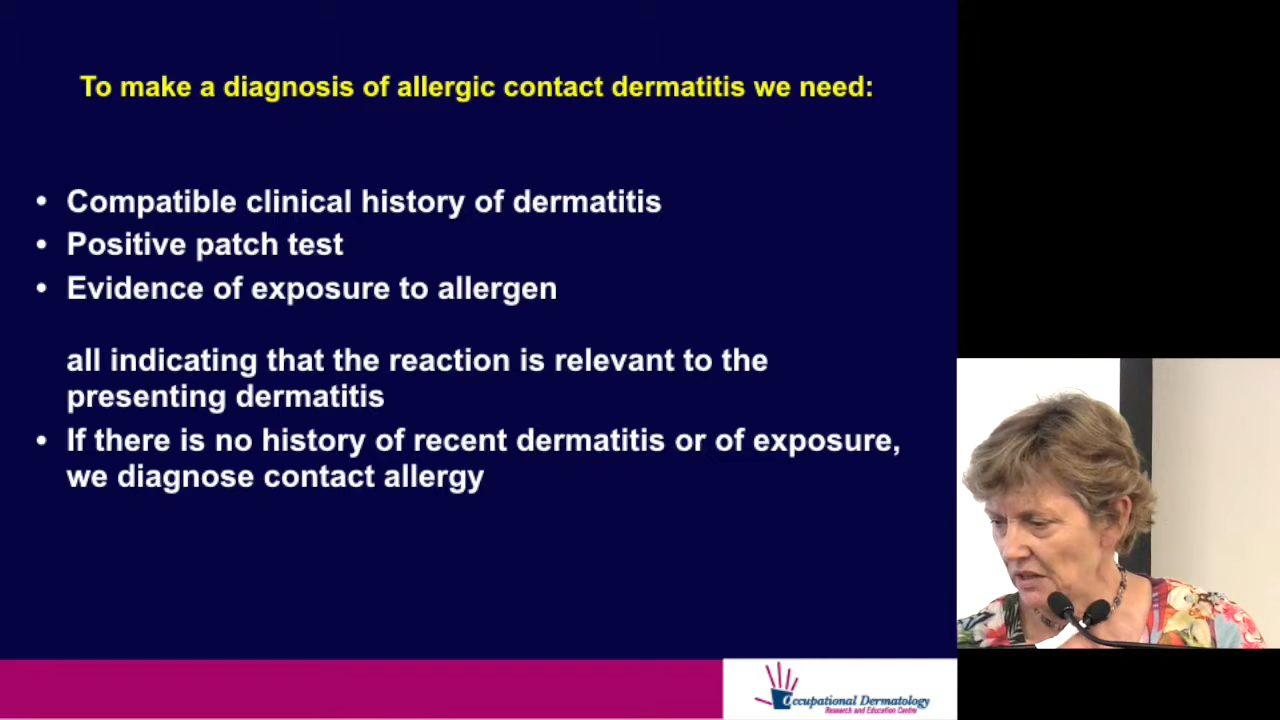 To make a diagnosis of allergic contact dermatitis we need:
• Compatible clinical history of dermatitis
• Positive patch test
• Evidence of exposure to allergen
all indicating that the reaction is relevant to the
presenting dermatitis
• If there is no history of recent dermatitis or of exposure,
we diagnose contact allergy
Occupational Dermatology
Research and Education Centre